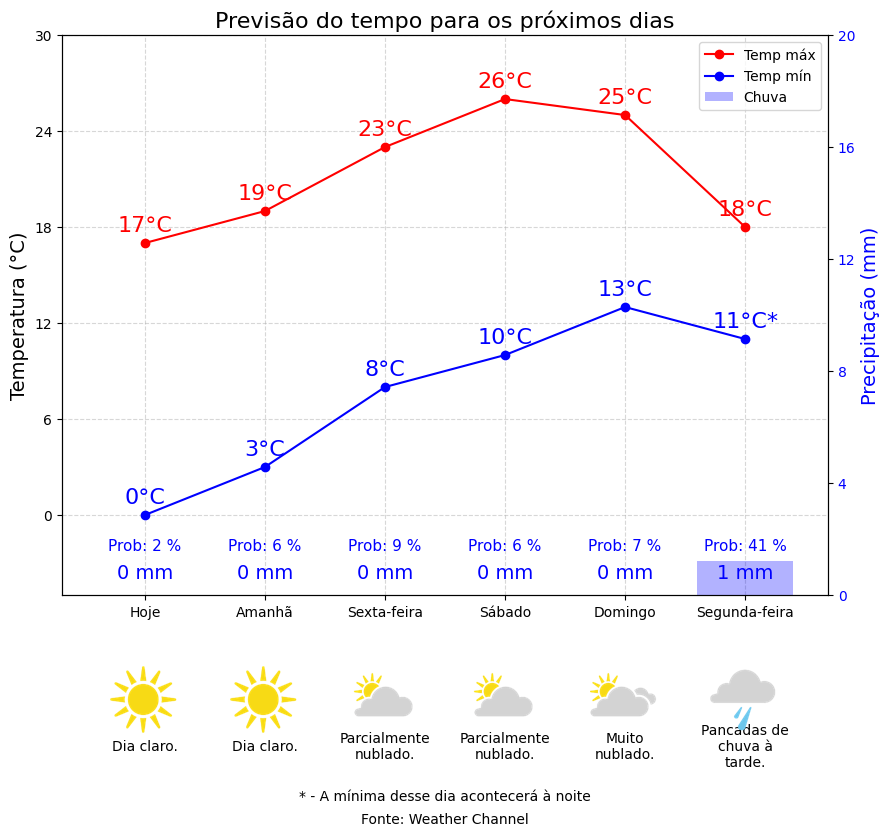 Previsão do tempo para os próximos dias
30
24
18
12
6
0
Temperatura (°C)
20
16
12
8
4
0
Precipitação (mm)
Temp máx
Temp mín
Chuva
17°C
19°C
23°C
26°C
25°C
18°C
0°C
3°C
8°C
10°C
13°C
11°C*
Prob: 2 %
Prob: 6 %
Prob: 9 %
Prob: 6 %
Prob: 7 %
Prob: 41 %
0 mm
0 mm
0 mm
0 mm
0 mm
1 mm
Hoje
Amanhã
Sexta-feira
Sábado
Domingo
Segunda-feira
Dia claro.
Dia claro.
Parcialmente
nublado.
Parcialmente
nublado.
Muito
nublado.
Pancadas de
chuva à
tarde.
* - A mínima desse dia acontecerá à noite
Fonte: Weather Channel